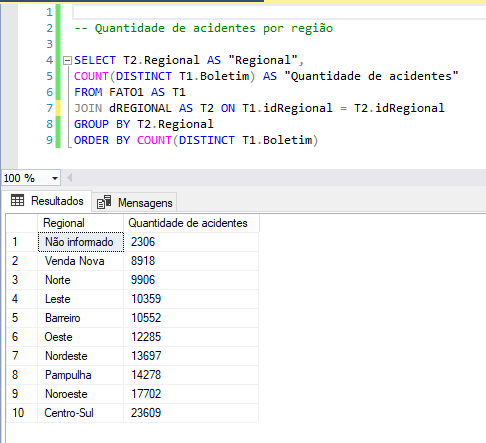 1
2 -- Quantidade de acidentes por região
3
4 SELECT T2.Regional AS "Regional",
5 COUNT(DISTINCT T1.Boletim) AS "Quantidade de acidentes"
6 FROM FATO1 AS T1
7 JOIN dREGIONAL AS T2 ON T1.idRegional = T2.idRegional
8 GROUP BY T2.Regional
9 ORDER BY COUNT(DISTINCT T1.Boletim)
100 %
Resultados Mensagens
Regional Quantidade de acidentes
1 Não informado 2306
2 Venda Nova 8918
3 Norte 9906
4 Leste 10359
5 Barreiro 10552
6 Oeste 12285
7 Nordeste 13697
8 Pampulha 14278
9 Noroeste 17702
10 Centro-Sul 23609